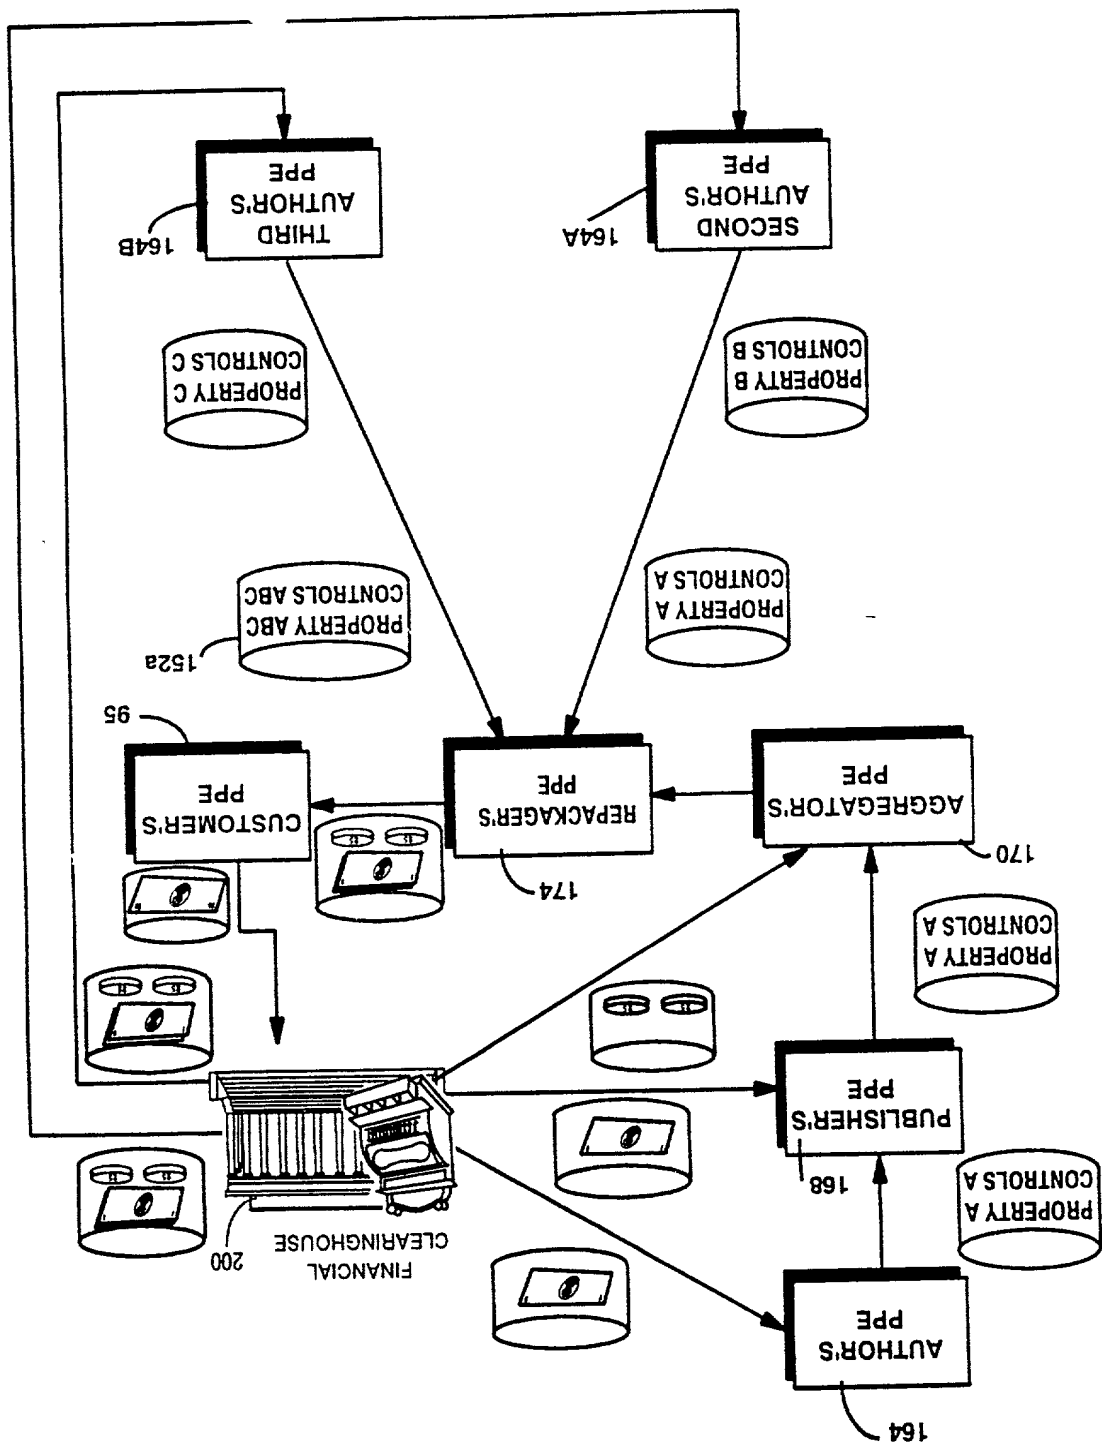 164
AUTHOR'S
PPE
PROPERTY A
CONTROLS A
FINANCIAL
CLEARINGHOUSE
200
168
PUBLISHER'S
PPE
PROPERTY A
CONTROLS A
170
AGGREGATOR'S
PPE
174
REPACKAGER'S
PPE
CUSTOMER'S
PPE
95
PROPERTY A
CONTROLS A
152a
PROPERTY ABC
CONTROLS ABC
PROPERTY B
CONTROLS B
PROPERTY C
CONTROLS C
164A
SECOND
AUTHOR'S
PPE
164B
THIRD
AUTHOR'S
PPE